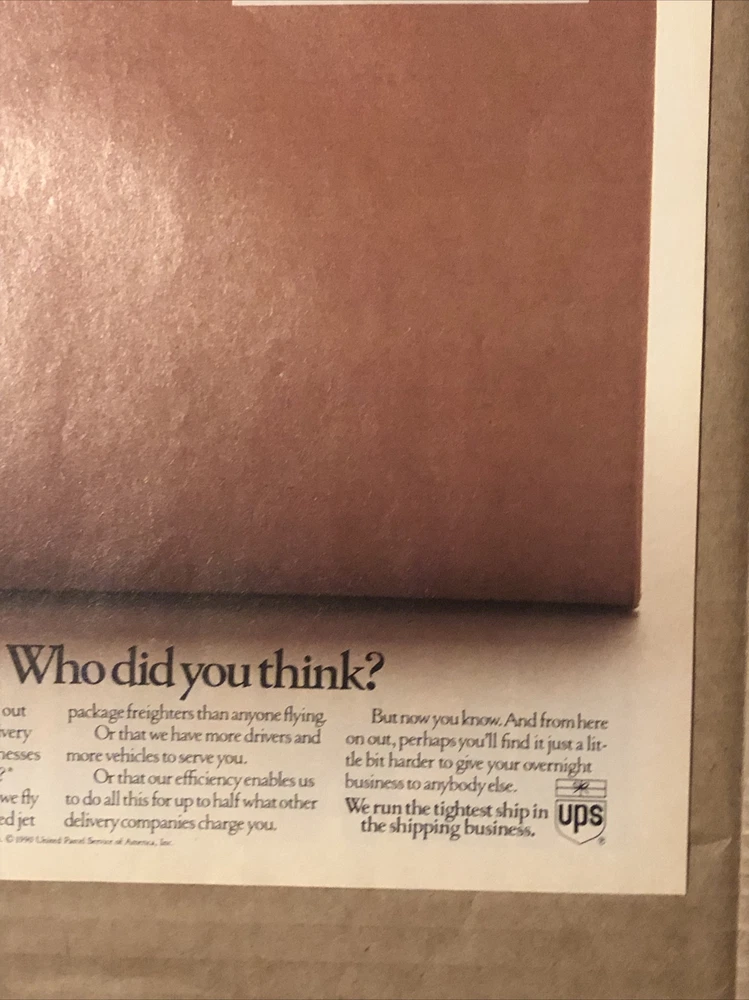 Who did you think?
out
very
nesses
?*
we fly
ed jet
package freighters than anyone flying.
Or that we have more drivers and
more vehicles to serve you.
Or that our efficiency enables us
to do all this for up to half what other
delivery companies charge you.
But now you know. And from here
on out, perhaps you'll find it just a lit-
tle bit harder to give your overnight
business to anybody else.
We run the tightest ship in
the shipping business.
ups
®
. © 1990 United Parcel Service of America, Inc.